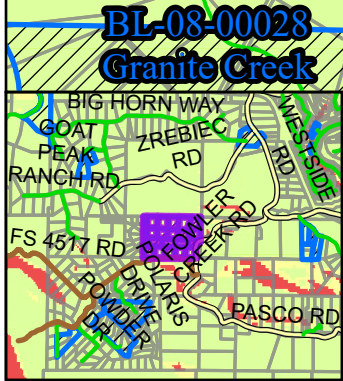 BL-08-00028
Granite Creek
BIG HORN WAY
GOAT
PEAK
RANCH RD
ZREBIEC
RD
WESTSIDE
RD
FOWLER
CREEK RD
FS 4517 RD
POLARIS
DRIVE
POWDER
DR
PASCO RD